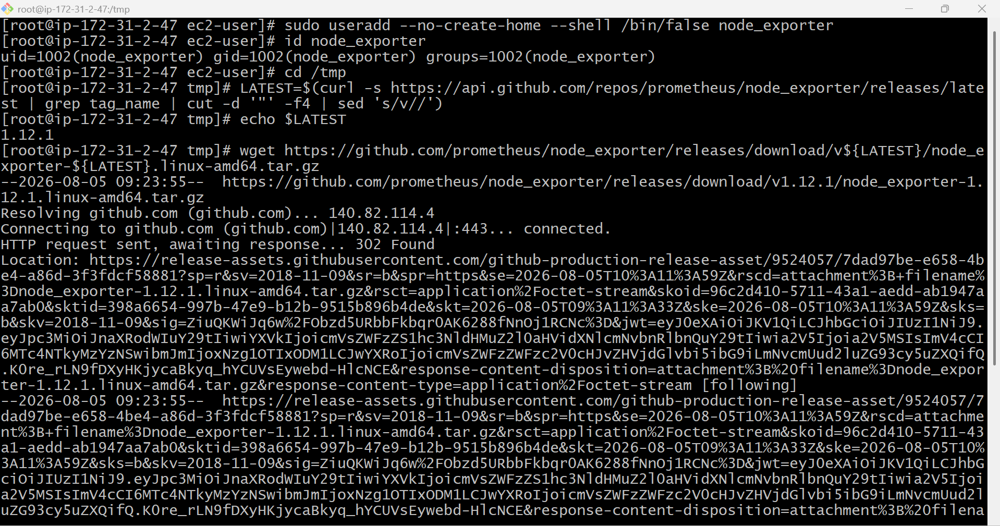 root@ip-172-31-2-47:/tmp
[root@ip-172-31-2-47 ec2-user]# sudo useradd --no-create-home --shell /bin/false node_exporter
[root@ip-172-31-2-47 ec2-user]# id node_exporter
uid=1002(node_exporter) gid=1002(node_exporter) groups=1002(node_exporter)
[root@ip-172-31-2-47 ec2-user]# cd /tmp
[root@ip-172-31-2-47 tmp]# LATEST=$(curl -s https://api.github.com/repos/prometheus/node_exporter/releases/late
st | grep tag_name | cut -d '"' -f4 | sed 's/v//')
[root@ip-172-31-2-47 tmp]# echo $LATEST
1.12.1
[root@ip-172-31-2-47 tmp]# wget https://github.com/prometheus/node_exporter/releases/download/v${LATEST}/node_e
xporter-${LATEST}.linux-amd64.tar.gz
--2026-08-05 09:23:55--  https://github.com/prometheus/node_exporter/releases/download/v1.12.1/node_exporter-1.
12.1.linux-amd64.tar.gz
Resolving github.com (github.com)... 140.82.114.4
Connecting to github.com (github.com)|140.82.114.4|:443... connected.
HTTP request sent, awaiting response... 302 Found
Location: https://release-assets.githubusercontent.com/github-production-release-asset/9524057/7dad97be-e658-4b
e4-a86d-3f3fdcf58881?sp=r&sv=2018-11-09&sr=b&spr=https&se=2026-08-05T10%3A11%3A59Z&rscd=attachment%3B+filename%
3Dnode_exporter-1.12.1.linux-amd64.tar.gz&rsct=application%2Foctet-stream&skoid=96c2d410-5711-43a1-aedd-ab1947a
a7ab0&sktid=398a6654-997b-47e9-b12b-9515b896b4de&skt=2026-08-05T09%3A11%3A33Z&ske=2026-08-05T10%3A11%3A59Z&sks=
b&skv=2018-11-09&sig=ZiuQKWiJq6w%2FObzd5URbbFkbqr0AK6288fNnOj1RCNc%3D&jwt=eyJ0eXAiOiJKV1QiLCJhbGciOiJIUzI1NiJ9.
eyJpc3MiOiJnaXRodWIuY29tIiwiYXVkIjoicmVsZWFzZS1hc3NldHMuZ2l0aHVidXNlcmNvbnRlbnQuY29tIiwia2V5Ijoia2V5MSIsImV4cCI
6MTc4NTkyMzYzNSwibmJmIjoxNzg1OTIxODM1LCJwYXRoIjoicmVsZWFzZWFzc2V0cHJvZHVjdGlvbi5ibG9iLmNvcmUud2luZG93cy5uZXQifQ
.K0re_rLN9fDXyHKjycaBkyq_hYCUVsEywebd-HlcNCE&response-content-disposition=attachment%3B%20filename%3Dnode_expor
ter-1.12.1.linux-amd64.tar.gz&response-content-type=application%2Foctet-stream [following]
--2026-08-05 09:23:55--  https://release-assets.githubusercontent.com/github-production-release-asset/9524057/7
dad97be-e658-4be4-a86d-3f3fdcf58881?sp=r&sv=2018-11-09&sr=b&spr=https&se=2026-08-05T10%3A11%3A59Z&rscd=attachme
nt%3B+filename%3Dnode_exporter-1.12.1.linux-amd64.tar.gz&rsct=application%2Foctet-stream&skoid=96c2d410-5711-43
a1-aedd-ab1947aa7ab0&sktid=398a6654-997b-47e9-b12b-9515b896b4de&skt=2026-08-05T09%3A11%3A33Z&ske=2026-08-05T10%
3A11%3A59Z&sks=b&skv=2018-11-09&sig=ZiuQKWiJq6w%2FObzd5URbbFkbqr0AK6288fNnOj1RCNc%3D&jwt=eyJ0eXAiOiJKV1QiLCJhbG
ciOiJIUzI1NiJ9.eyJpc3MiOiJnaXRodWIuY29tIiwiYXVkIjoicmVsZWFzZS1hc3NldHMuZ2l0aHVidXNlcmNvbnRlbnQuY29tIiwia2V5Ijoi
a2V5MSIsImV4cCI6MTc4NTkyMzYzNSwibmJmIjoxNzg1OTIxODM1LCJwYXRoIjoicmVsZWFzZWFzc2V0cHJvZHVjdGlvbi5ibG9iLmNvcmUud2l
uZG93cy5uZXQifQ.K0re_rLN9fDXyHKjycaBkyq_hYCUVsEywebd-HlcNCE&response-content-disposition=attachment%3B%20filena